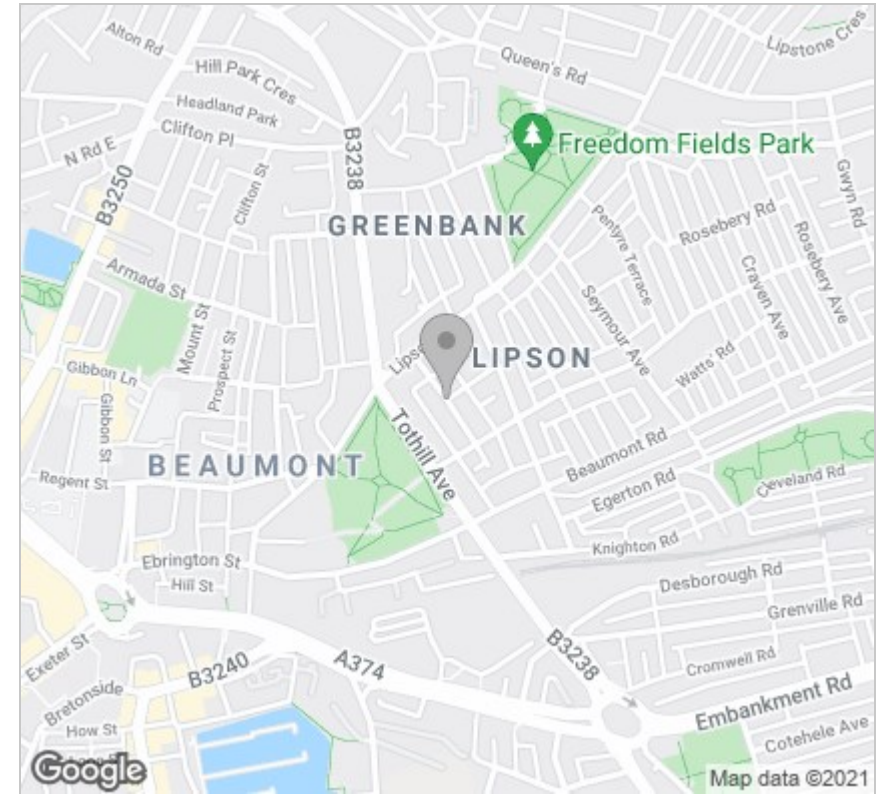 Alton Rd
Hill Park Cres
Headland Park
Clifton Pl
N Rd E
B3250
Clifton St
B3238
Queen's Rd
Lipstone Cres
Freedom Fields Park
GREENBANK
Gwyn Rd
Rosebery Rd
Rosebery Ave
Pentyre Terrace
Craven Ave
Seymour Ave
Watts' Rd
Armada St
Mount St
Prospect St
Gibbon Ln
Gibbon St
LIPSON
BEAUMONT
Tothill Ave
Regent St
Beaumont Rd
Egerton Rd
Cleveland Rd
Knighton Rd
Ebrington St
Hill St
Desborough Rd
Grenville Rd
Cromwell Rd
Exeter St
B3240
A374
B3238
Embankment Rd
Bretonside
How St
Cotehele Ave
Google
Map data ©2021